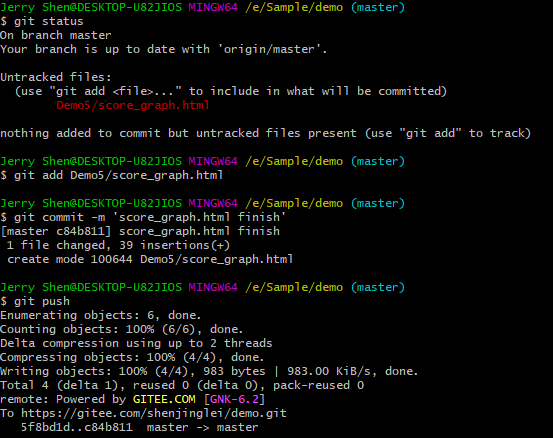 Jerry Shen@DESKTOP-U82JIOS MINGW64 /e/Sample/demo (master)
$ git status
On branch master
Your branch is up to date with 'origin/master'.
Untracked files:
(use "git add <file>..." to include in what will be committed)
Demo5/score_graph.html
nothing added to commit but untracked files present (use "git add" to track)
Jerry Shen@DESKTOP-U82JIOS MINGW64 /e/Sample/demo (master)
$ git add Demo5/score_graph.html
Jerry Shen@DESKTOP-U82JIOS MINGW64 /e/Sample/demo (master)
$ git commit -m 'score_graph.html finish'
[master c84b811] score_graph.html finish
1 file changed, 39 insertions(+)
create mode 100644 Demo5/score_graph.html
Jerry Shen@DESKTOP-U82JIOS MINGW64 /e/Sample/demo (master)
$ git push
Enumerating objects: 6, done.
Counting objects: 100% (6/6), done.
Delta compression using up to 2 threads
Compressing objects: 100% (4/4), done.
Writing objects: 100% (4/4), 983 bytes | 983.00 KiB/s, done.
Total 4 (delta 1), reused 0 (delta 0), pack-reused 0
remote: Powered by GITEE.COM [GNK-6.2]
To https://gitee.com/shenjinglei/demo.git
5f8bd1d..c84b811  master -> master